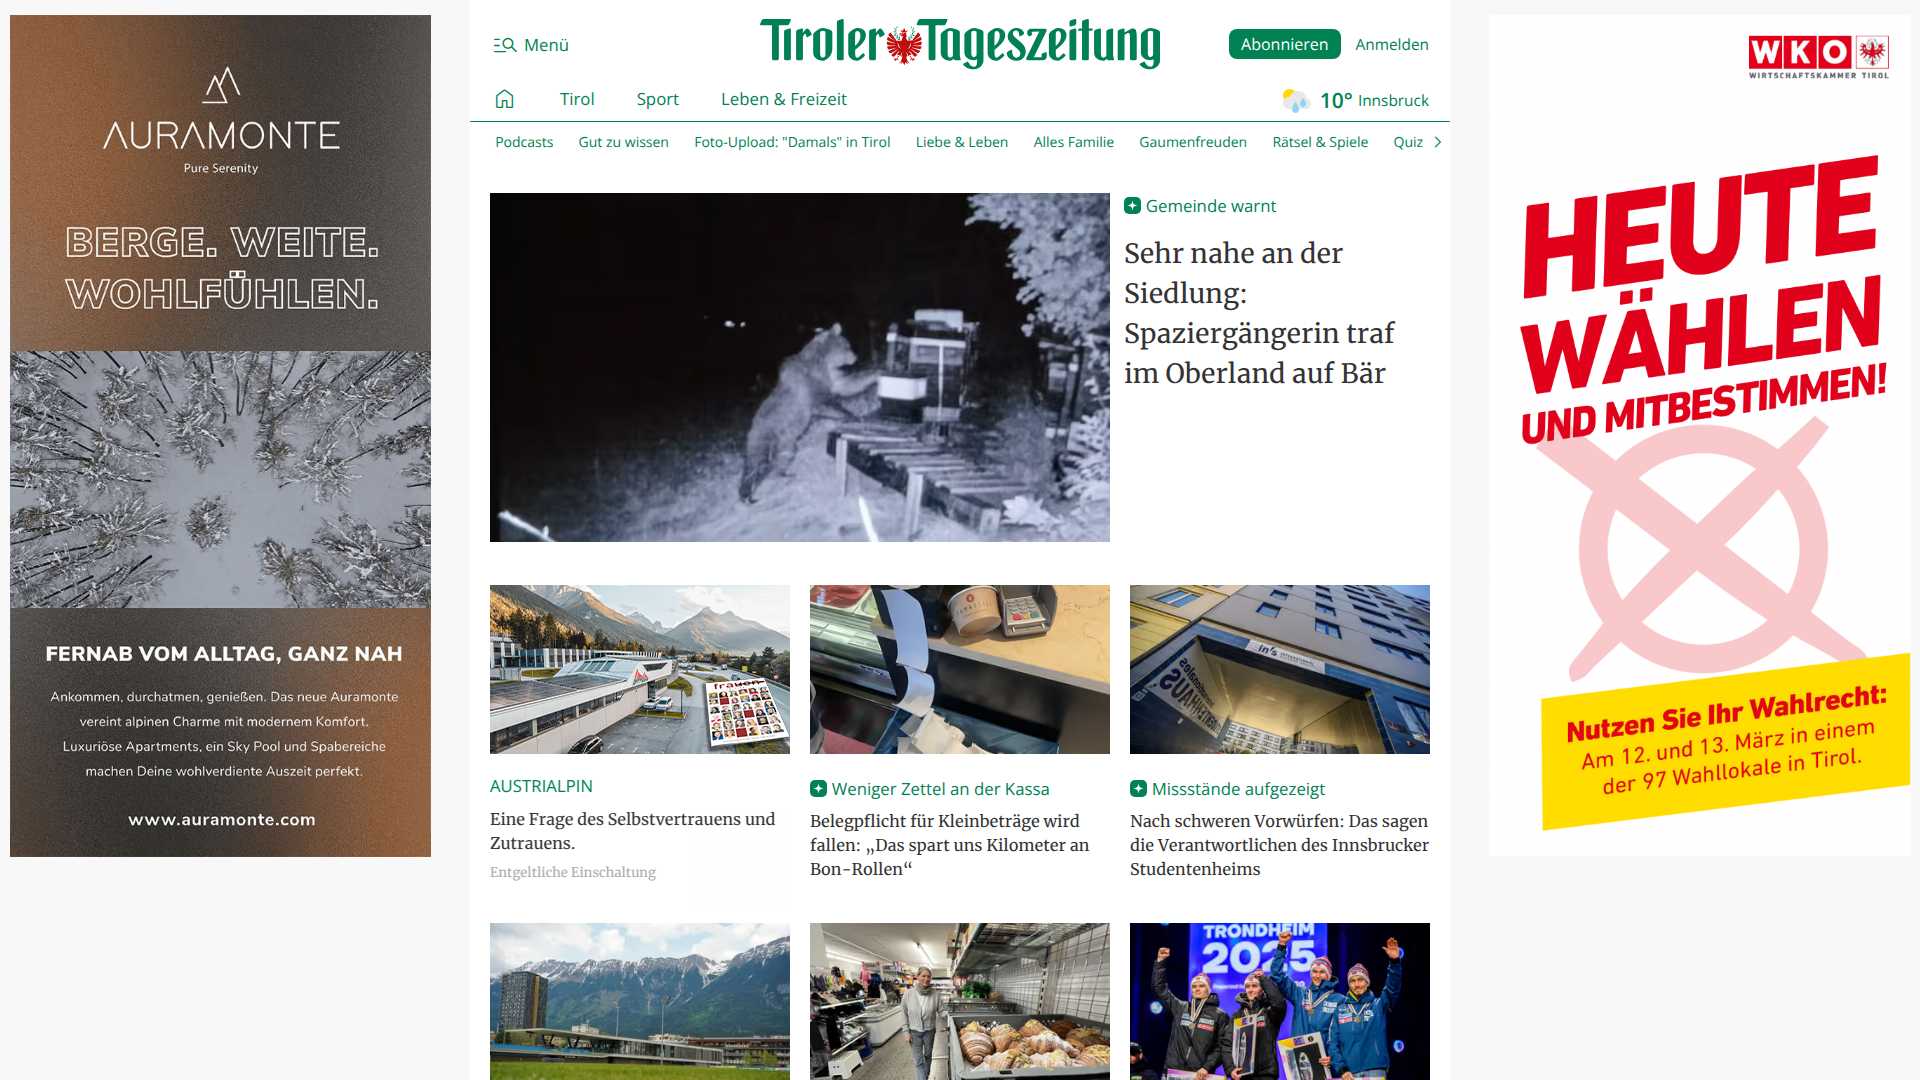 AURAMONTE
Pure Serenity
BERGE. WEITE.
WOHLFÜHLEN.
FERNAB VOM ALLTAG, GANZ NAH
Ankommen, durchatmen, genießen. Das neue Auramonte
vereint alpinen Charme mit modernem Komfort.
Luxuriöse Apartments, ein Sky Pool und Spabereiche
machen Deine wohlverdiente Auszeit perfekt.
www.auramonte.com
Menü
Tiroler Tageszeitung
Abonnieren
Anmelden
Tirol
Sport
Leben & Freizeit
10° Innsbruck
Podcasts
Gut zu wissen
Foto-Upload: "Damals" in Tirol
Liebe & Leben
Alles Familie
Gaumenfreuden
Rätsel & Spiele
Quiz
Gemeinde warnt
Sehr nahe an der
Siedlung:
Spaziergängerin traf
im Oberland auf Bär
frauen
in's INTERNATIONAL
AUSTRIALPIN
Eine Frage des Selbstvertrauens und
Zutrauens.
Entgeltliche Einschaltung
Weniger Zettel an der Kassa
Belegpflicht für Kleinbeträge wird
fallen: „Das spart uns Kilometer an
Bon-Rollen“
Missstände aufgezeigt
Nach schweren Vorwürfen: Das sagen
die Verantwortlichen des Innsbrucker
Studentenheims
TRONDHEIM
2025
WKO
WIRTSCHAFTSKAMMER TIROL
HEUTE
WÄHLEN
UND MITBESTIMMEN!
Nutzen Sie Ihr Wahlrecht:
Am 12. und 13. März in einem
der 97 Wahllokale in Tirol.